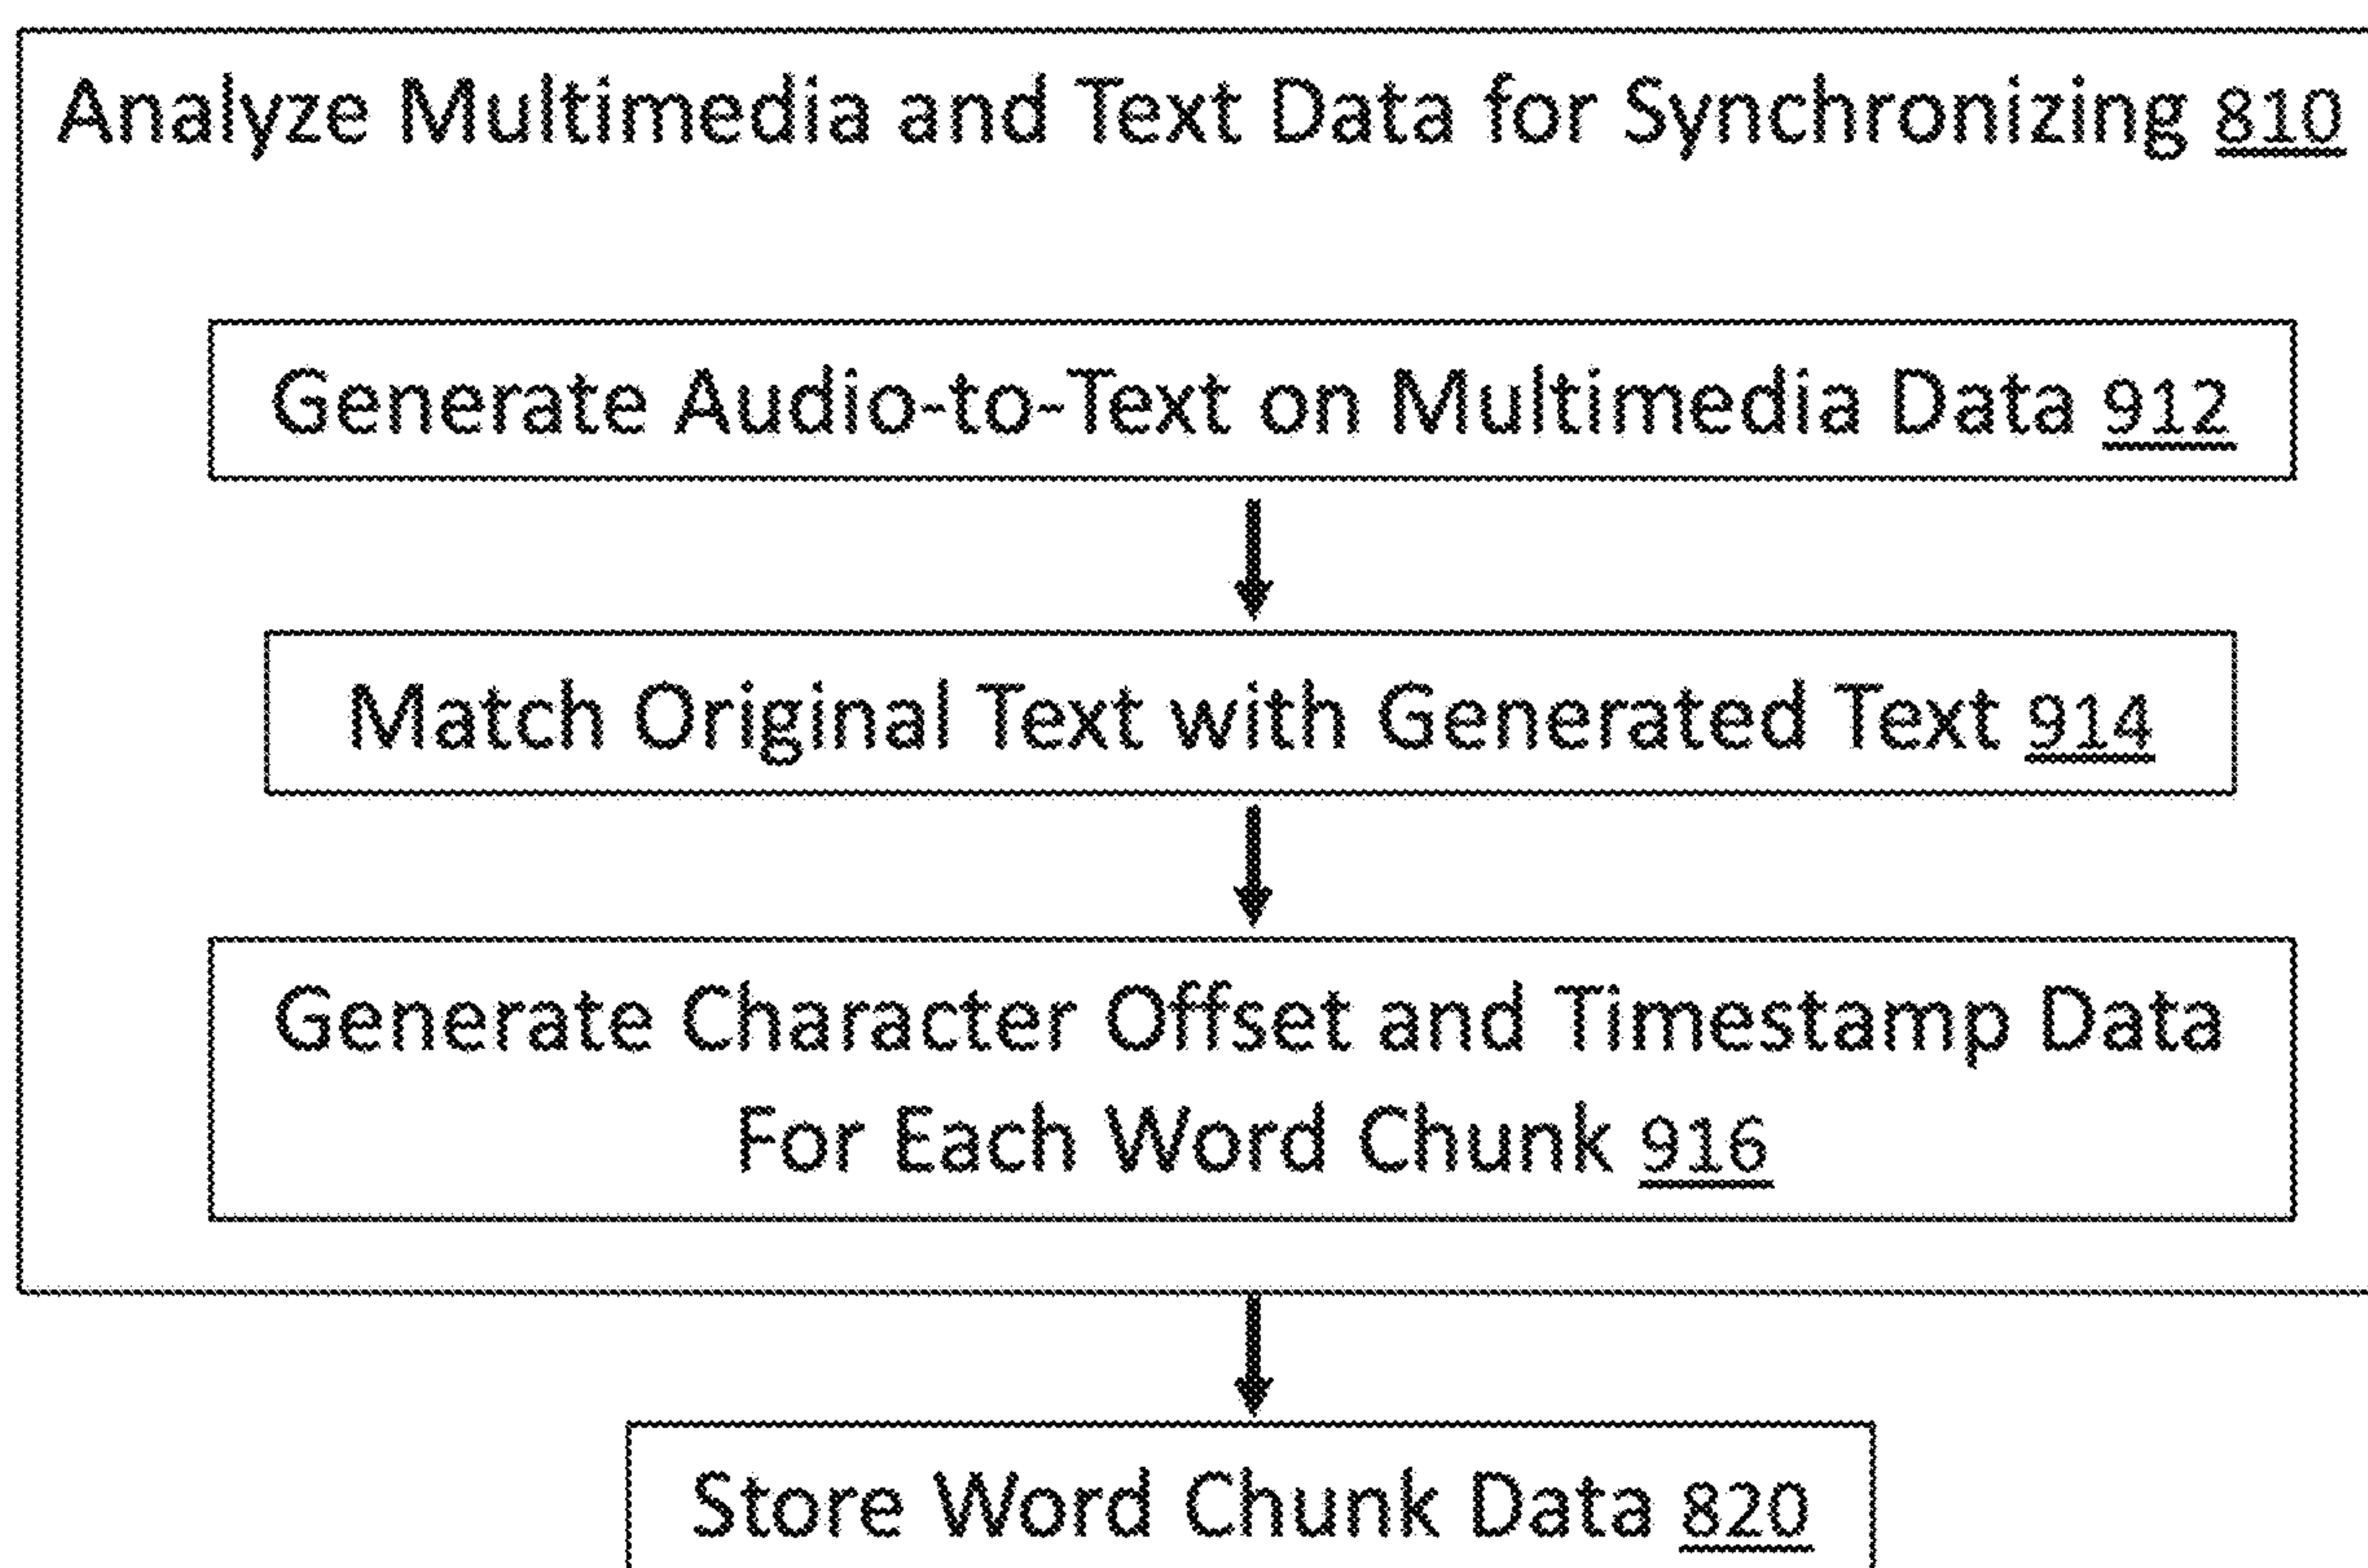 Analyze Multimedia and Text Data for Synchronizing 810
Generate Audio-to-Text on Multimedia Data 912
Match Original Text with Generated Text 914
Generate Character Offset and Timestamp Data
For Each Word Chunk 916
Store Word Chunk Data 820